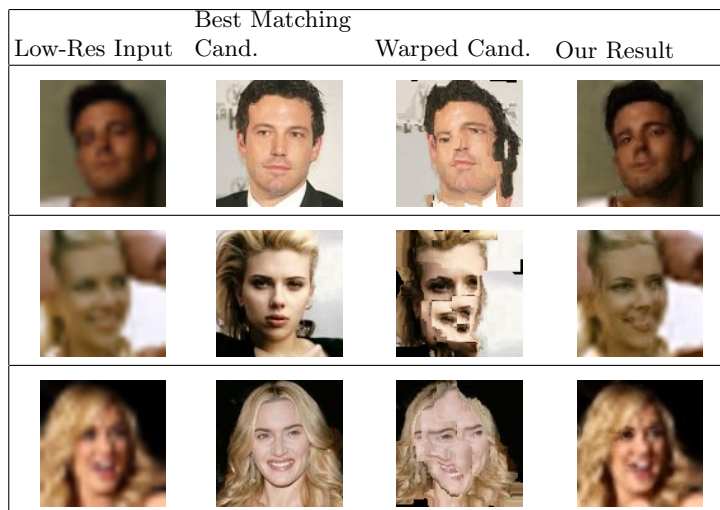 Low-Res Input
Best Matching
Cand.
Warped Cand.
Our Result